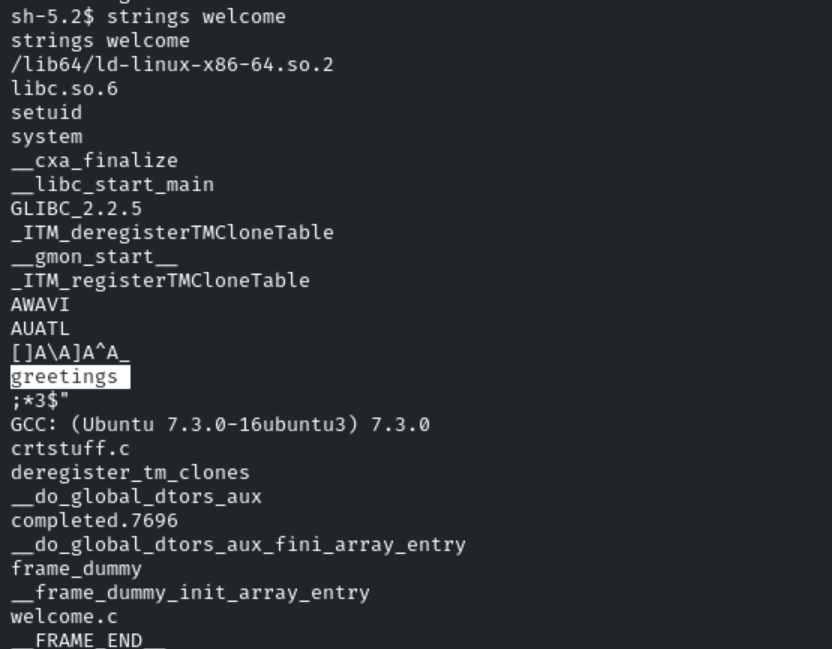 sh-5.2$ strings welcome
strings welcome
/lib64/ld-linux-x86-64.so.2
libc.so.6
setuid
system
__cxa_finalize
__libc_start_main
GLIBC_2.2.5
_ITM_deregisterTMCloneTable
__gmon_start__
_ITM_registerTMCloneTable
AWAVI
AUATL
[]A\A]A^A_
greetings
;*3$"
GCC: (Ubuntu 7.3.0-16ubuntu3) 7.3.0
crtstuff.c
deregister_tm_clones
__do_global_dtors_aux
completed.7696
__do_global_dtors_aux_fini_array_entry
frame_dummy
__frame_dummy_init_array_entry
welcome.c
__FRAME_END__